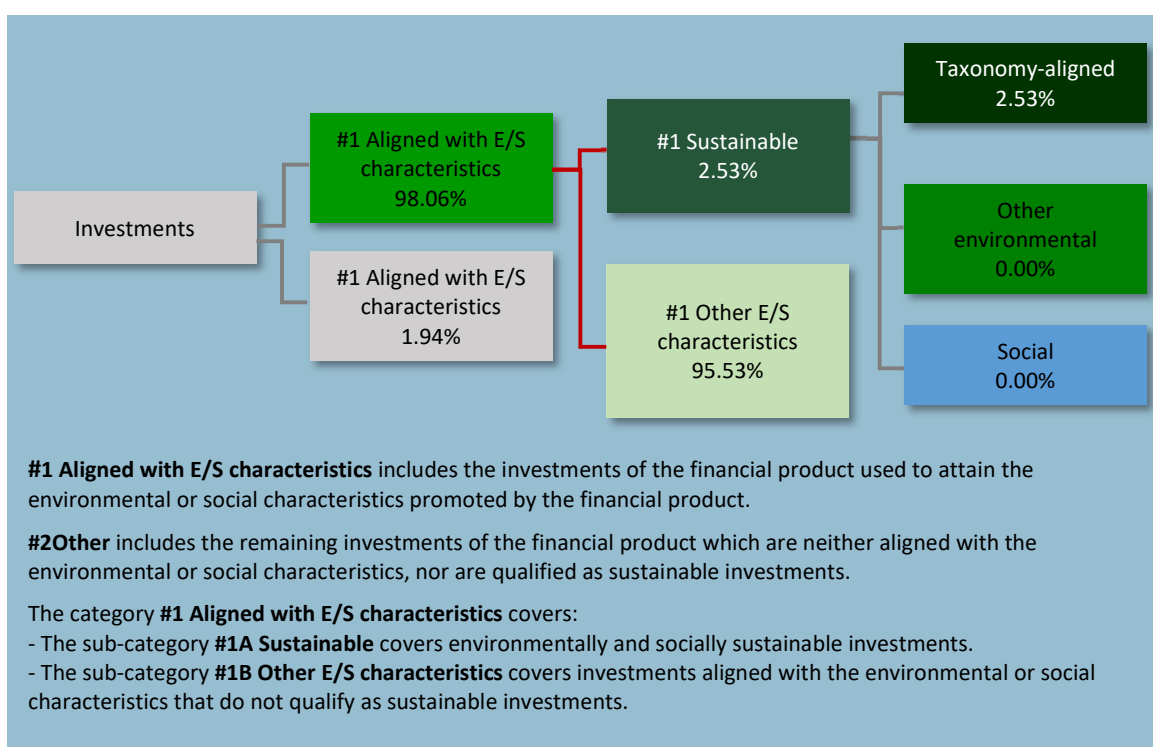 Investments
#1 Aligned with E/S
characteristics
98.06%
#1 Aligned with E/S
characteristics
1.94%
#1 Sustainable
2.53%
#1 Other E/S
characteristics
95.53%
Taxonomy-aligned
2.53%
Other
environmental
0.00%
Social
0.00%
#1 Aligned with E/S characteristics includes the investments of the financial product used to attain the
environmental or social characteristics promoted by the financial product.
#2Other includes the remaining investments of the financial product which are neither aligned with the
environmental or social characteristics, nor are qualified as sustainable investments.
The category #1 Aligned with E/S characteristics covers:
- The sub-category #1A Sustainable covers environmentally and socially sustainable investments.
- The sub-category #1B Other E/S characteristics covers investments aligned with the environmental or social
characteristics that do not qualify as sustainable investments.